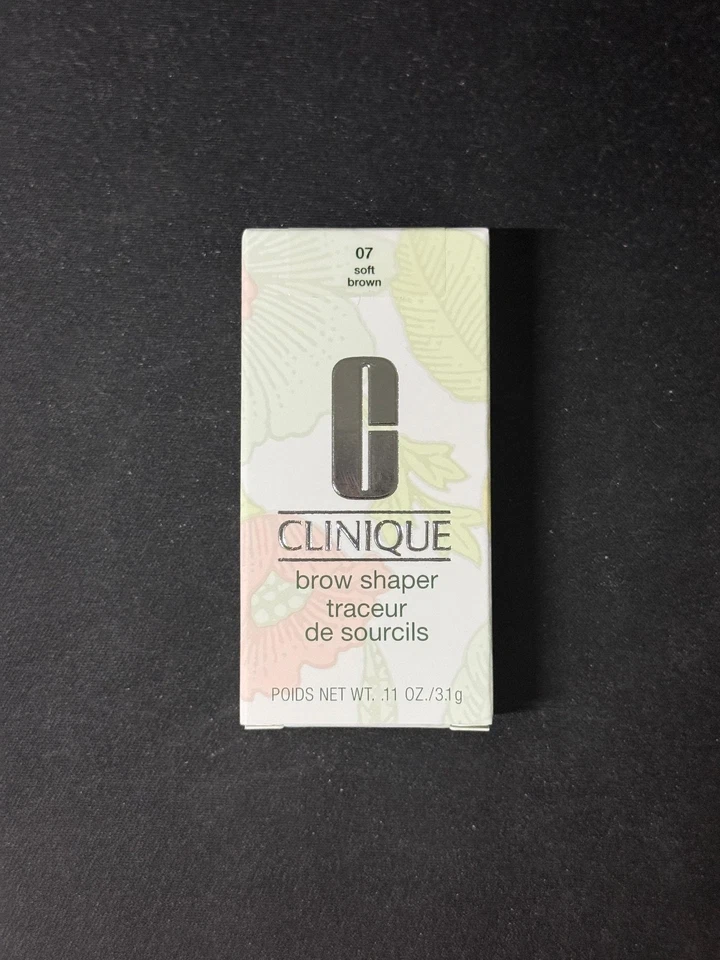 07
soft
brown
C
CLINIQUE
brow shaper
traceur
de sourcils
POIDS NET WT. .11 OZ./3.1g